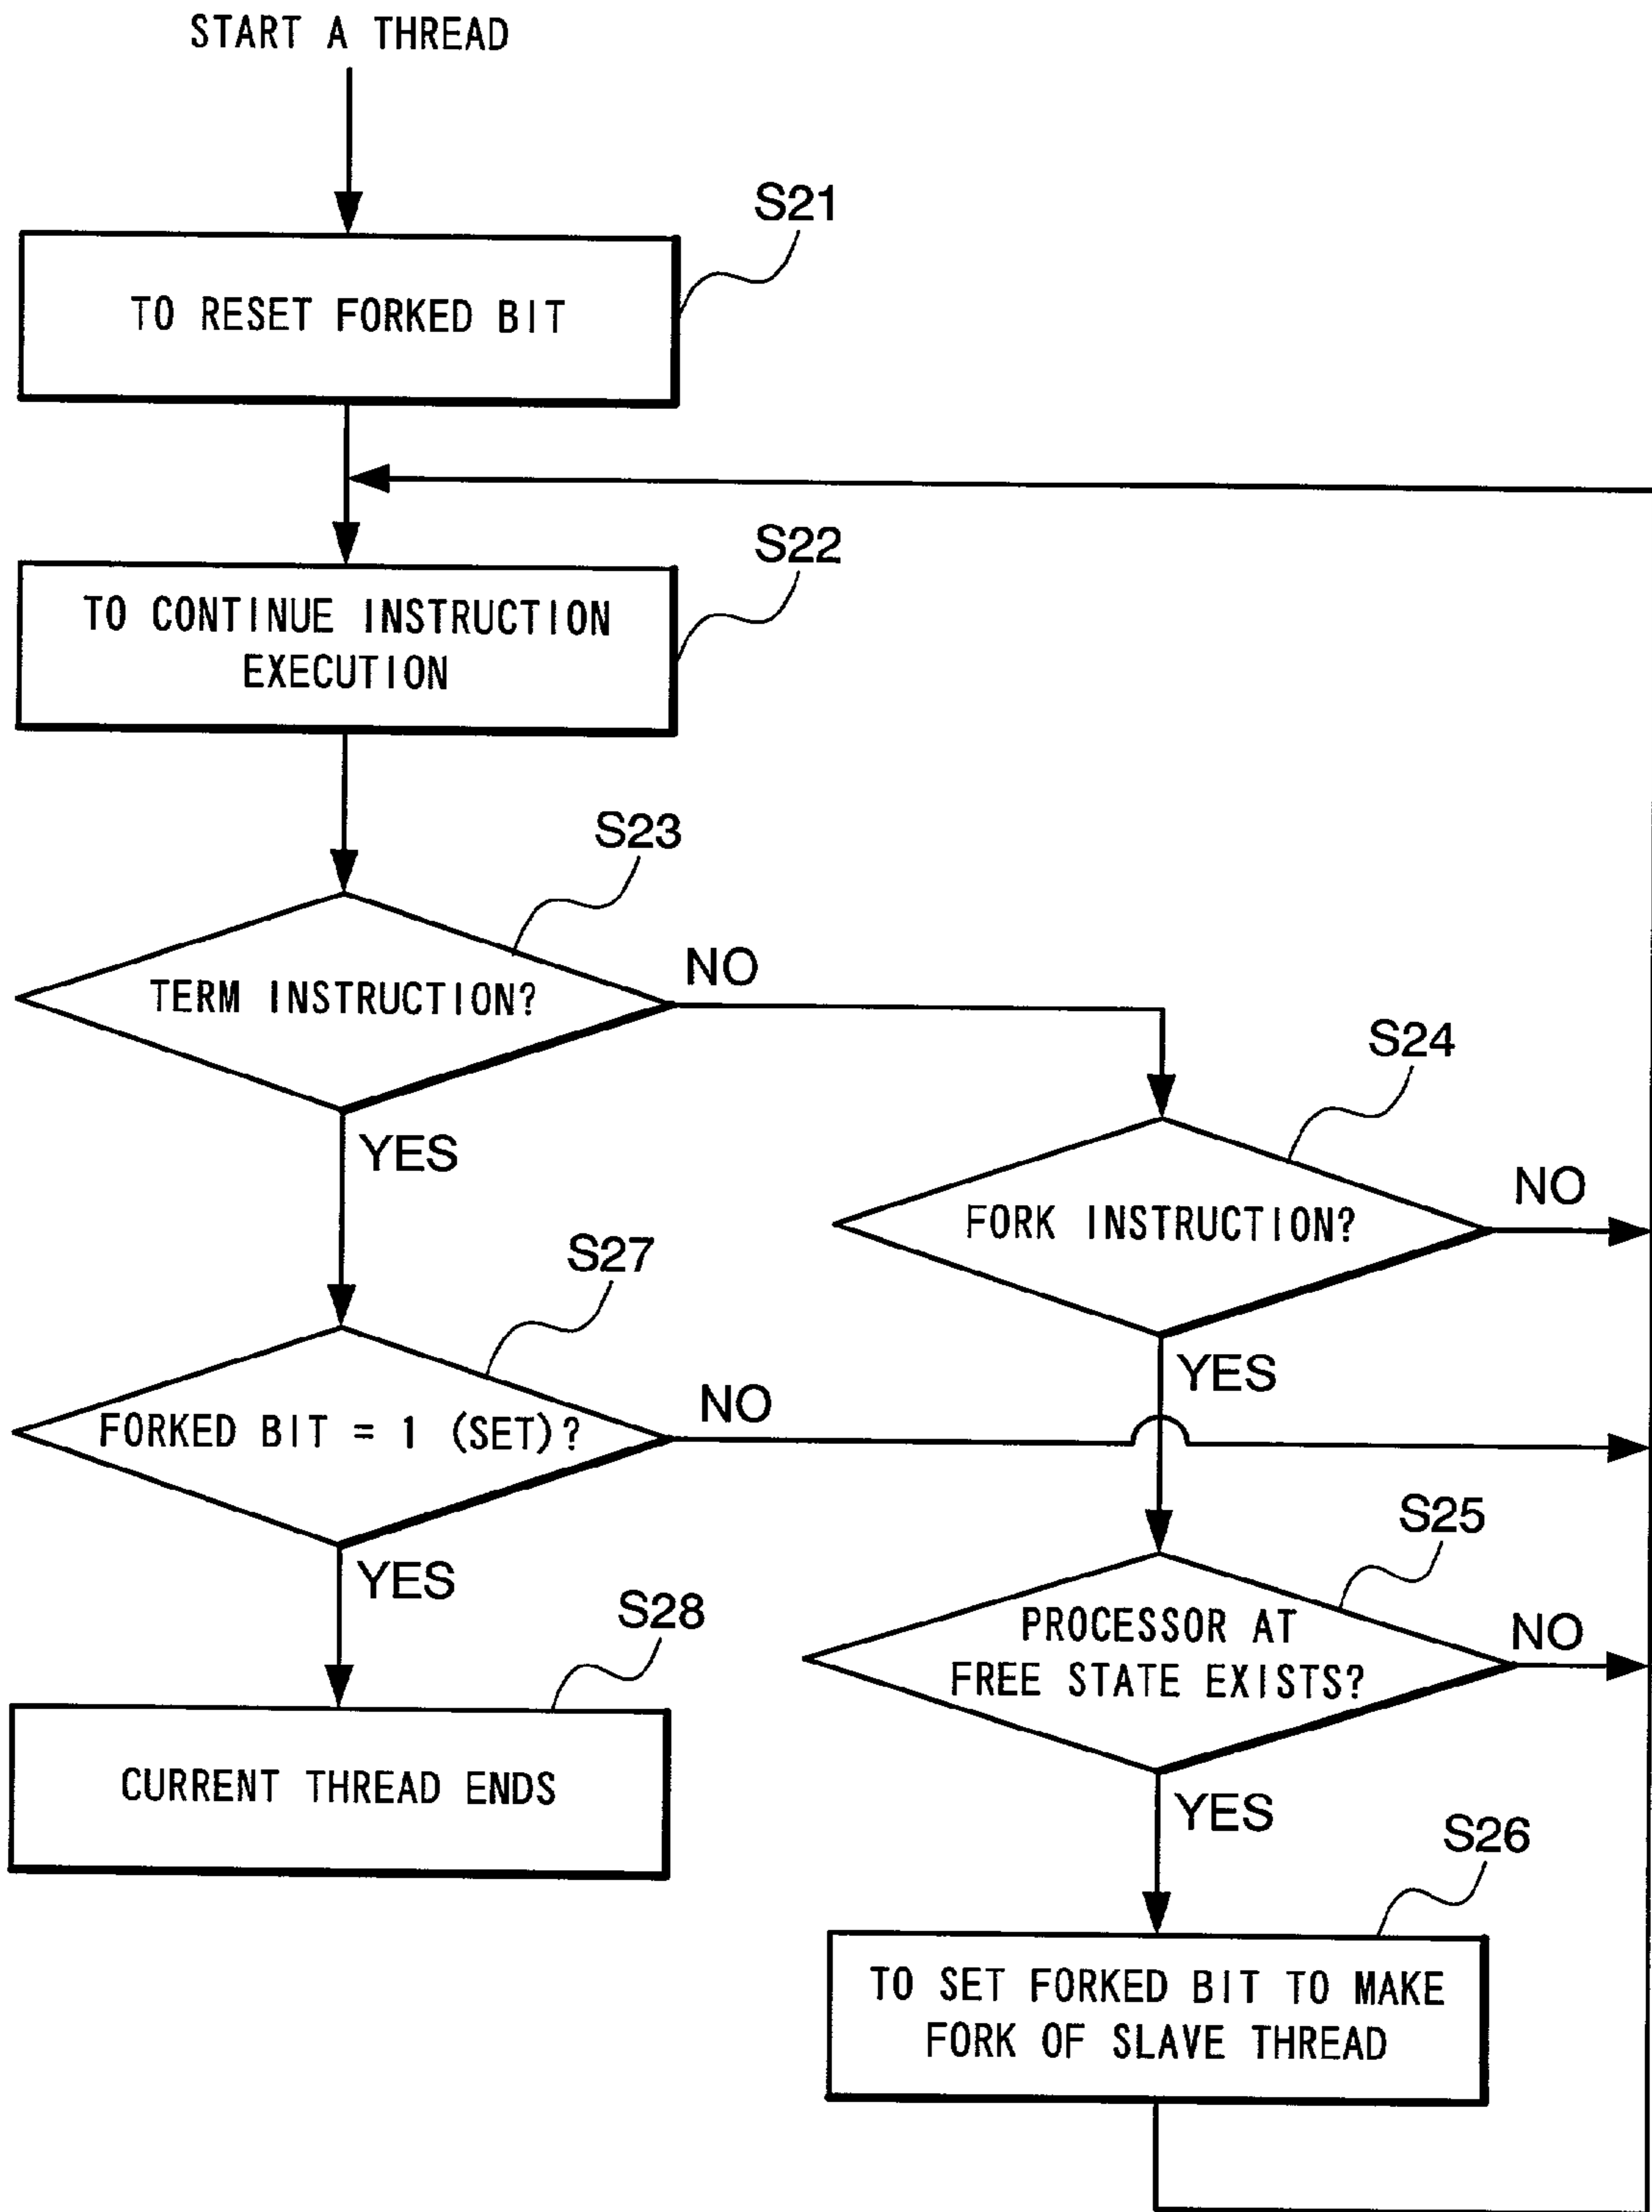 START A THREAD
S21
TO RESET FORKED BIT
S22
TO CONTINUE INSTRUCTION
EXECUTION
S23
TERM INSTRUCTION?
NO
YES
S24
FORK INSTRUCTION?
NO
YES
S27
FORKED BIT = 1 (SET)?
NO
YES
S25
PROCESSOR AT
FREE STATE EXISTS?
NO
YES
S28
CURRENT THREAD ENDS
S26
TO SET FORKED BIT TO MAKE
FORK OF SLAVE THREAD